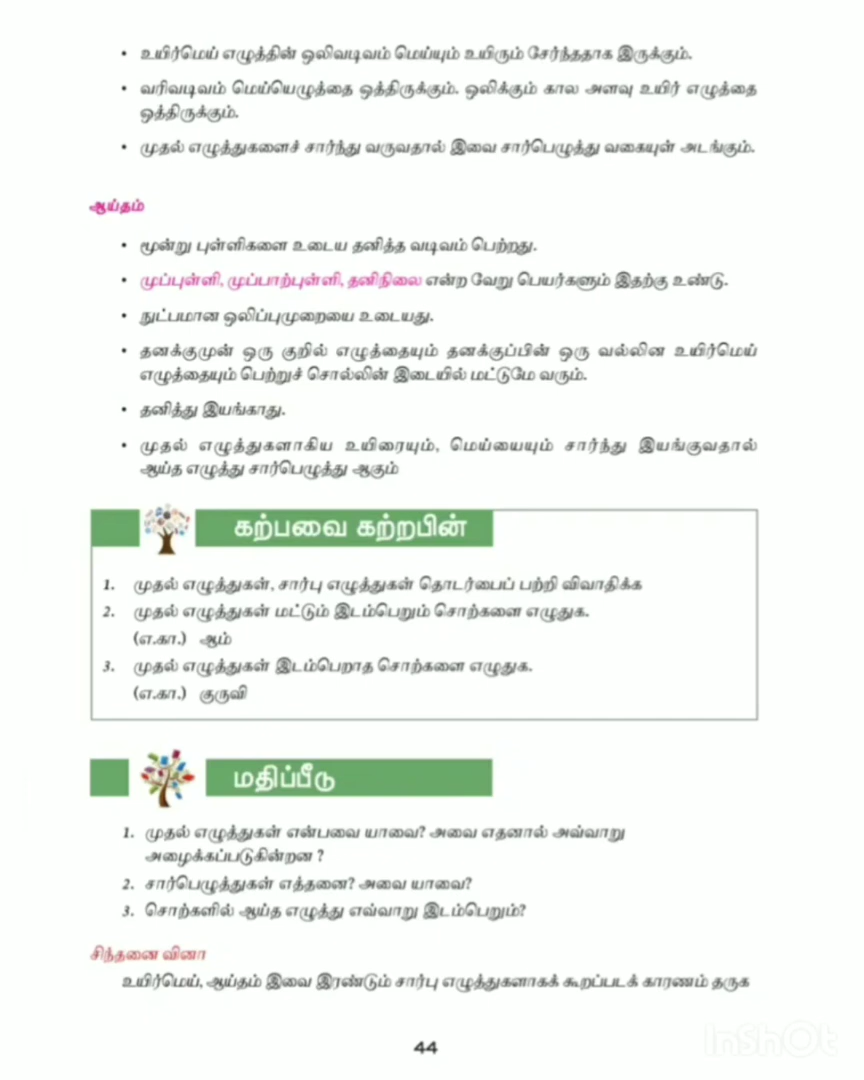 • உயிர்மெய் எழுத்தின் ஒலிவடிவம் மெய்யும் உயிரும் சேர்ந்ததாக இருக்கும்.
• வரிவடிவம் மெய்யெழுத்தை ஒத்திருக்கும். ஒலிக்கும் கால அளவு உயிர் எழுத்தை
ஒத்திருக்கும்.
• முதல் எழுத்துகளைச் சார்ந்து வருவதால் இவை சார்பெழுத்து வகையுள் அடங்கும்.
ஆய்தம்
• மூன்று புள்ளிகளை உடைய தனித்த வடிவம் பெற்றது.
• முப்புள்ளி, முப்பாற்புள்ளி, தனிநிலை என்ற வேறு பெயர்களும் இதற்கு உண்டு.
• நுட்பமான ஒலிப்புமுறையை உடையது.
• தனக்குமுன் ஒரு குறில் எழுத்தையும் தனக்குப்பின் ஒரு வல்லின உயிர்மெய்
எழுத்தையும் பெற்றுச் சொல்லின் இடையில் மட்டுமே வரும்.
• தனித்து இயங்காது.
• முதல் எழுத்துகளாகிய உயிரையும், மெய்யையும் சார்ந்து இயங்குவதால்
ஆய்த எழுத்து சார்பெழுத்து ஆகும்
கற்பவை கற்றபின்
1. முதல் எழுத்துகள், சார்பு எழுத்துகள் தொடர்பைப் பற்றி விவாதிக்க
2. முதல் எழுத்துகள் மட்டும் இடம்பெறும் சொற்களை எழுதுக.
(எ.கா.) ஆம்
3. முதல் எழுத்துகள் இடம்பெறாத சொற்களை எழுதுக.
(எ.கா.) குருவி
மதிப்பீடு
1. முதல் எழுத்துகள் என்பவை யாவை? அவை எதனால் அவ்வாறு
அழைக்கப்படுகின்றன ?
2. சார்பெழுத்துகள் எத்தனை? அவை யாவை?
3. சொற்களில் ஆய்த எழுத்து எவ்வாறு இடம்பெறும்?
சிந்தனை வினா
உயிர்மெய், ஆய்தம் இவை இரண்டும் சார்பு எழுத்துகளாகக் கூறப்படக் காரணம் தருக
44
InShOt